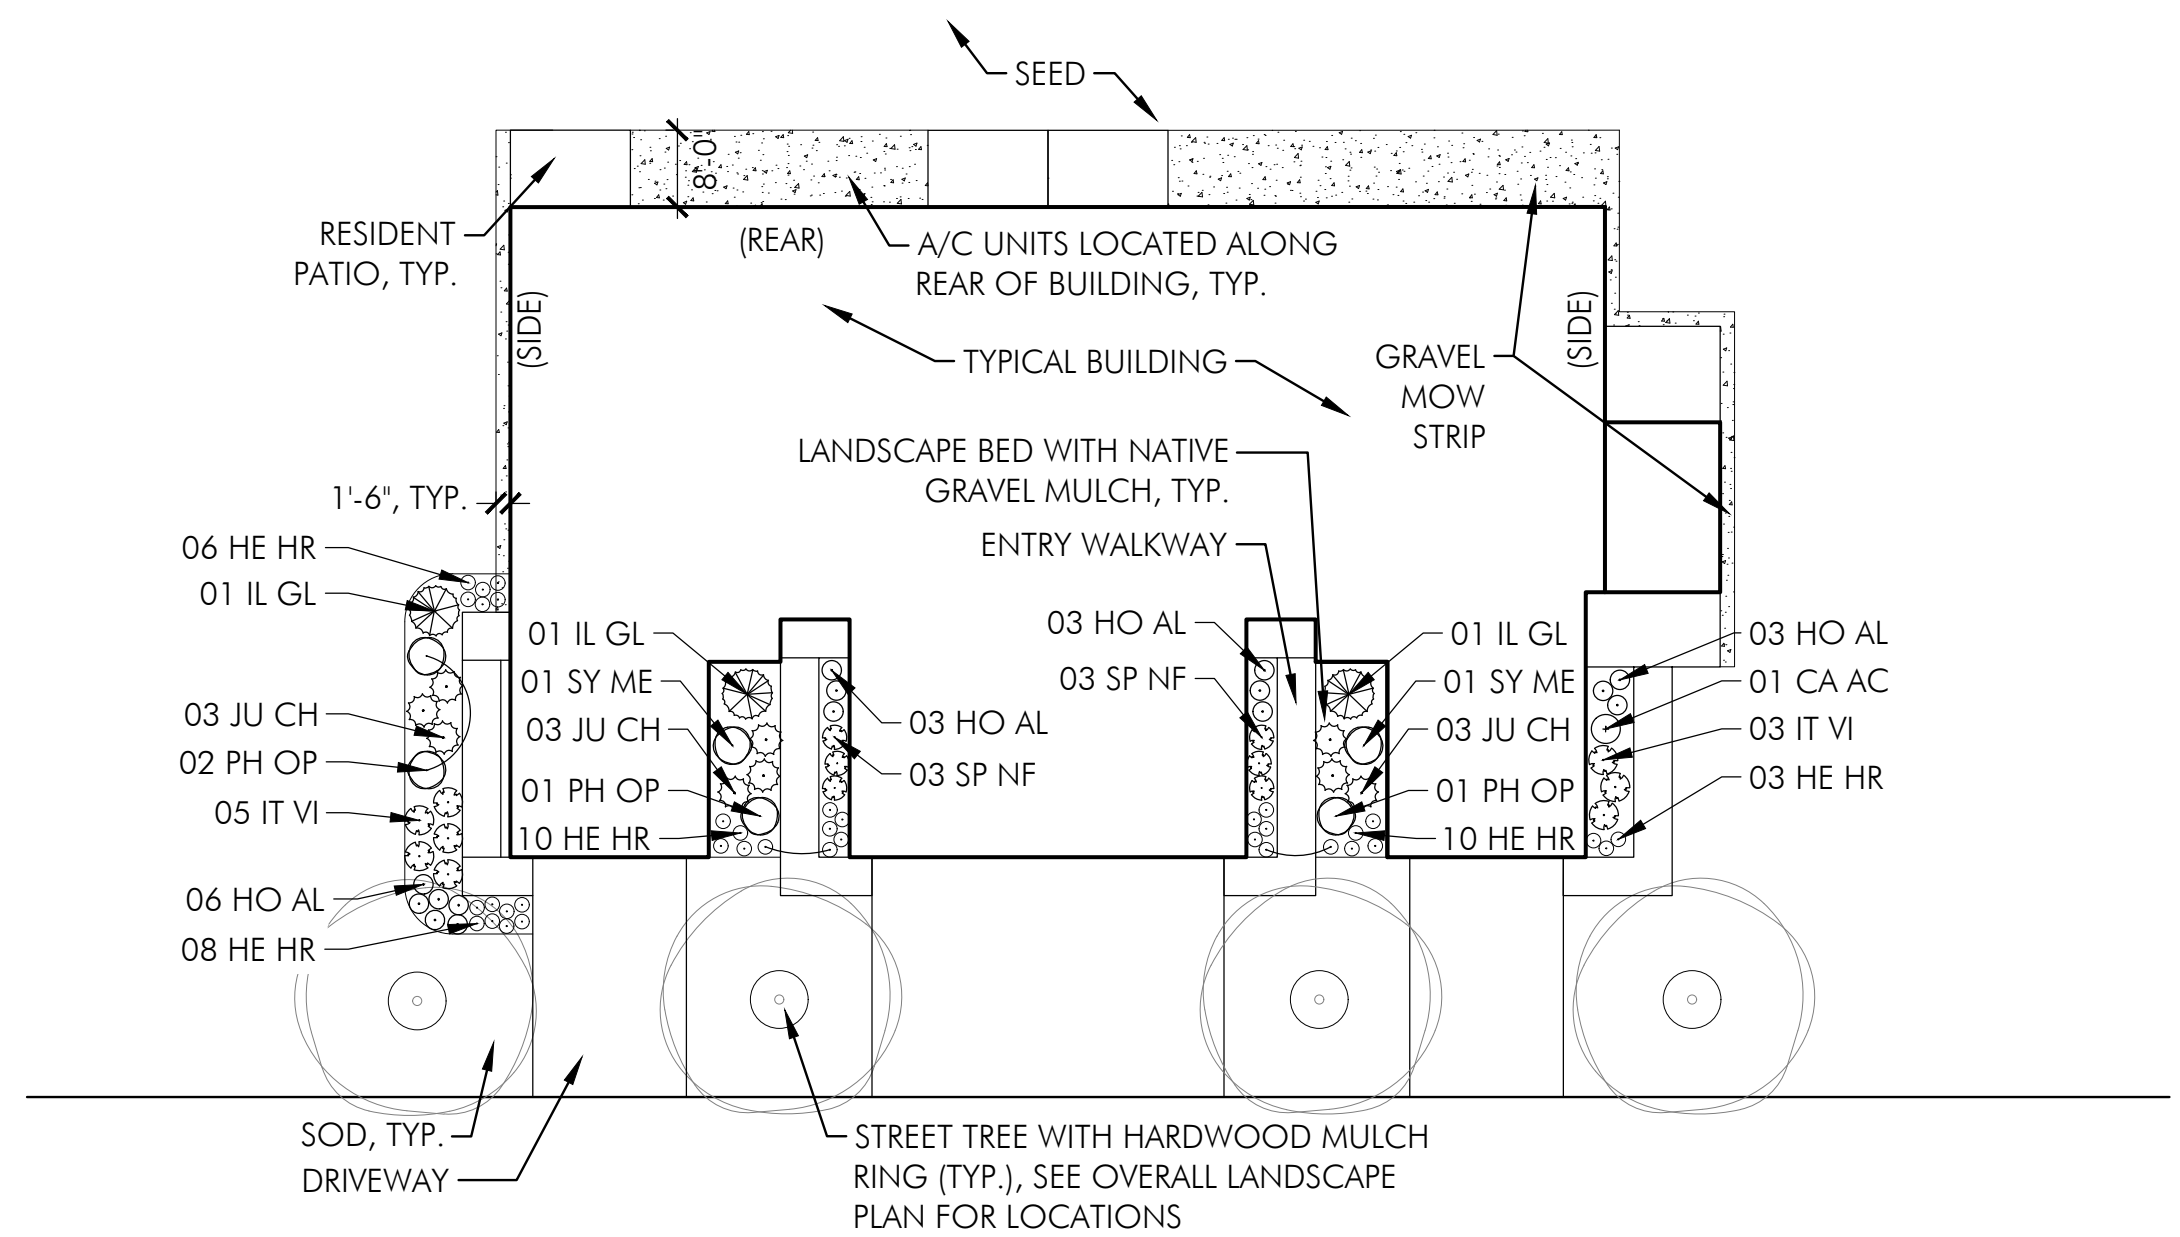 SEED
8'-0"
RESIDENT
PATIO, TYP.
(REAR)
A/C UNITS LOCATED ALONG
REAR OF BUILDING, TYP.
(SIDE)
(SIDE)
TYPICAL BUILDING
GRAVEL
MOW
STRIP
LANDSCAPE BED WITH NATIVE
GRAVEL MULCH, TYP.
1'-6", TYP.
ENTRY WALKWAY
06 HE HR
01 IL GL
03 JU CH
02 PH OP
05 IT VI
06 HO AL
08 HE HR
01 IL GL
01 SY ME
03 JU CH
01 PH OP
10 HE HR
03 HO AL
03 SP NF
03 HO AL
03 SP NF
01 IL GL
01 SY ME
03 JU CH
01 PH OP
10 HE HR
03 HO AL
01 CA AC
03 IT VI
03 HE HR
SOD, TYP.
DRIVEWAY
STREET TREE WITH HARDWOOD MULCH
RING (TYP.), SEE OVERALL LANDSCAPE
PLAN FOR LOCATIONS